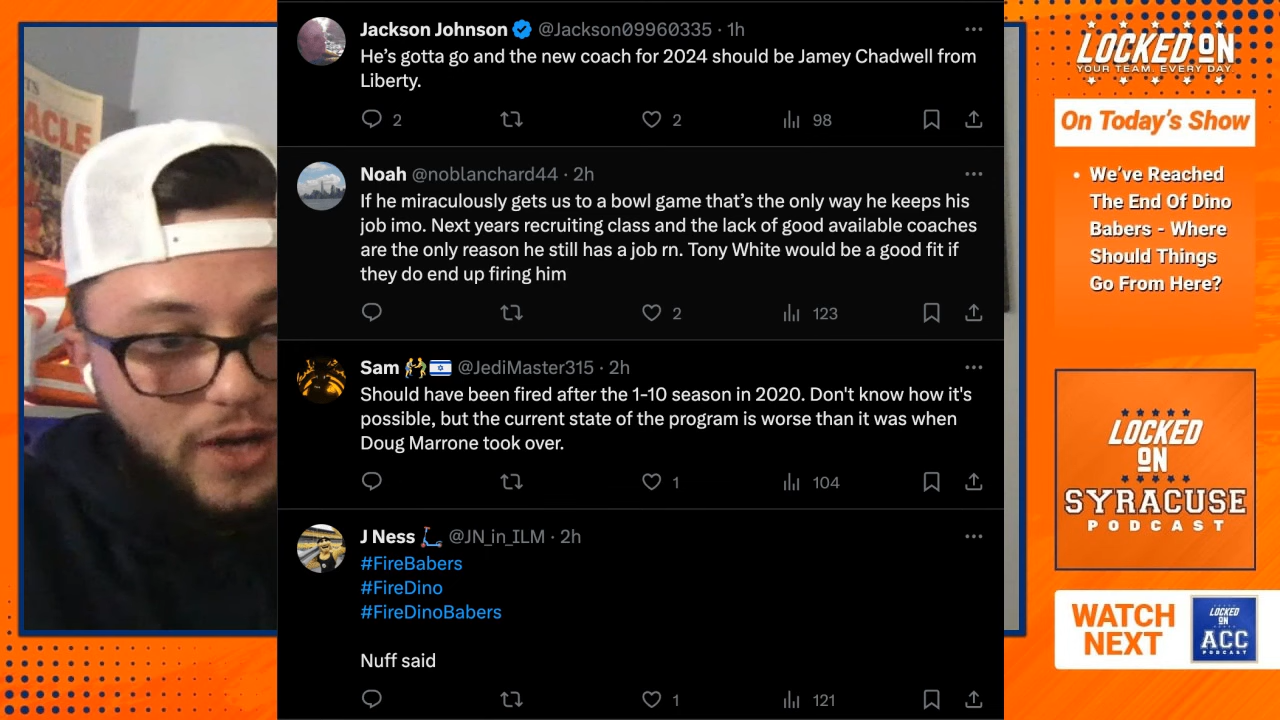 ACLE
Jackson Johnson @Jackson09960335 · 1h
He's gotta go and the new coach for 2024 should be Jamey Chadwell from
Liberty.
2 2 98
Noah @noblanchard44 · 2h
If he miraculously gets us to a bowl game that's the only way he keeps his
job imo. Next years recruiting class and the lack of good available coaches
are the only reason he still has a job rn. Tony White would be a good fit if
they do end up firing him
2 123
Sam @JediMaster315 · 2h
Should have been fired after the 1-10 season in 2020. Don't know how it's
possible, but the current state of the program is worse than it was when
Doug Marrone took over.
1 104
J Ness @JN_in_ILM · 2h
#FireBabers
#FireDino
#FireDinoBabers
Nuff said
1 121
LOCKED ON
YOUR TEAM. EVERY DAY.
On Today's Show
• We've Reached
The End Of Dino
Babers - Where
Should Things
Go From Here?
LOCKED
ON
SYRACUSE
PODCAST
WATCH
NEXT
LOCKED
ON
ACC
PODCAST